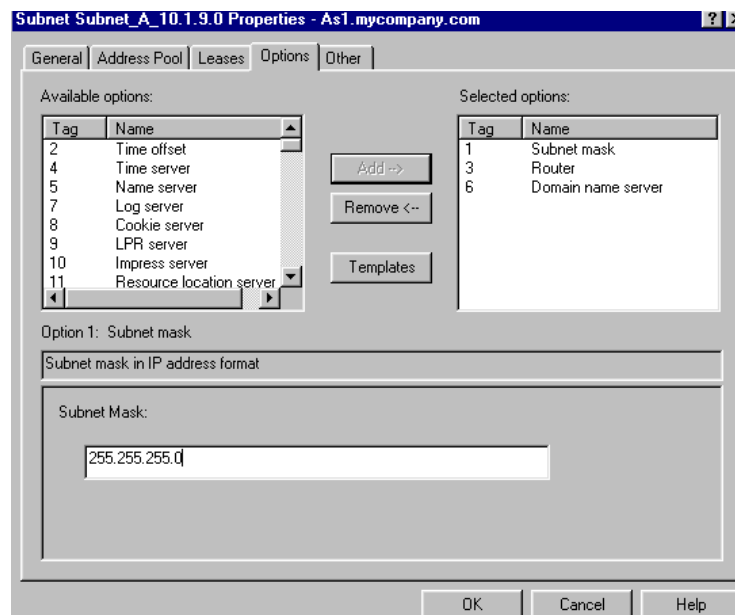 Subnet Subnet_A_10.1.9.0 Properties - As1.mycompany.com
General Address Pool Leases Options Other
Available options: Selected options:
Tag Name Tag Name
2 Time offset 1 Subnet mask
4 Time server Add --> 3 Router
5 Name server 6 Domain name server
7 Log server
8 Cookie server Remove <--
9 LPR server
10 Impress server Templates
11 Resource location server
Option 1: Subnet mask
Subnet mask in IP address format
Subnet Mask:
255.255.255.0
OK Cancel Help